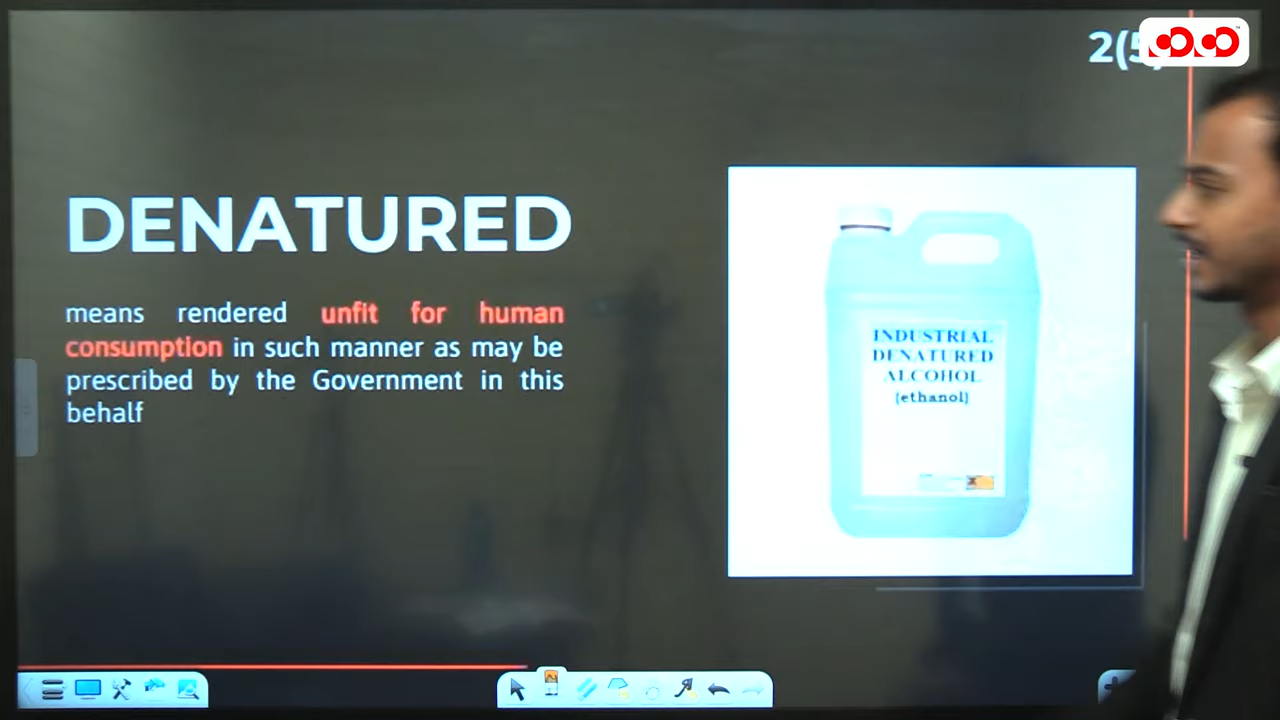 2(5)
DENATURED
means rendered unfit for human
consumption in such manner as may be
prescribed by the Government in this
behalf
INDUSTRIAL
DENATURED
ALCOHOL
(ethanol)